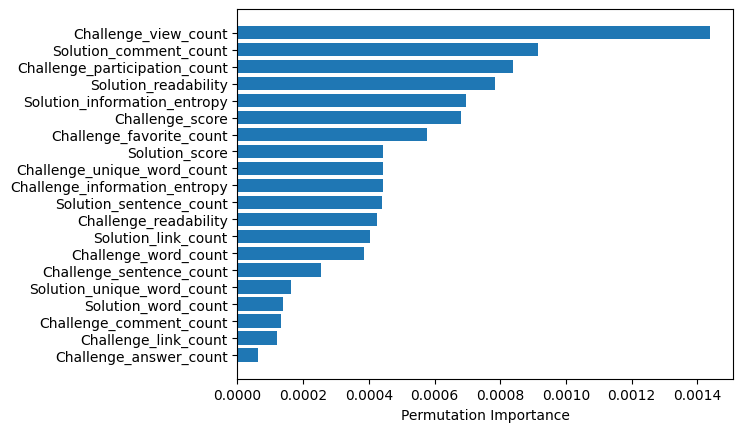 Challenge_view_count
Solution_comment_count
Challenge_participation_count
Solution_readability
Solution_information_entropy
Challenge_score
Challenge_favorite_count
Solution_score
Challenge_unique_word_count
Challenge_information_entropy
Solution_sentence_count
Challenge_readability
Solution_link_count
Challenge_word_count
Challenge_sentence_count
Solution_unique_word_count
Solution_word_count
Challenge_comment_count
Challenge_link_count
Challenge_answer_count
0.0000 0.0002 0.0004 0.0006 0.0008 0.0010 0.0012 0.0014
Permutation Importance